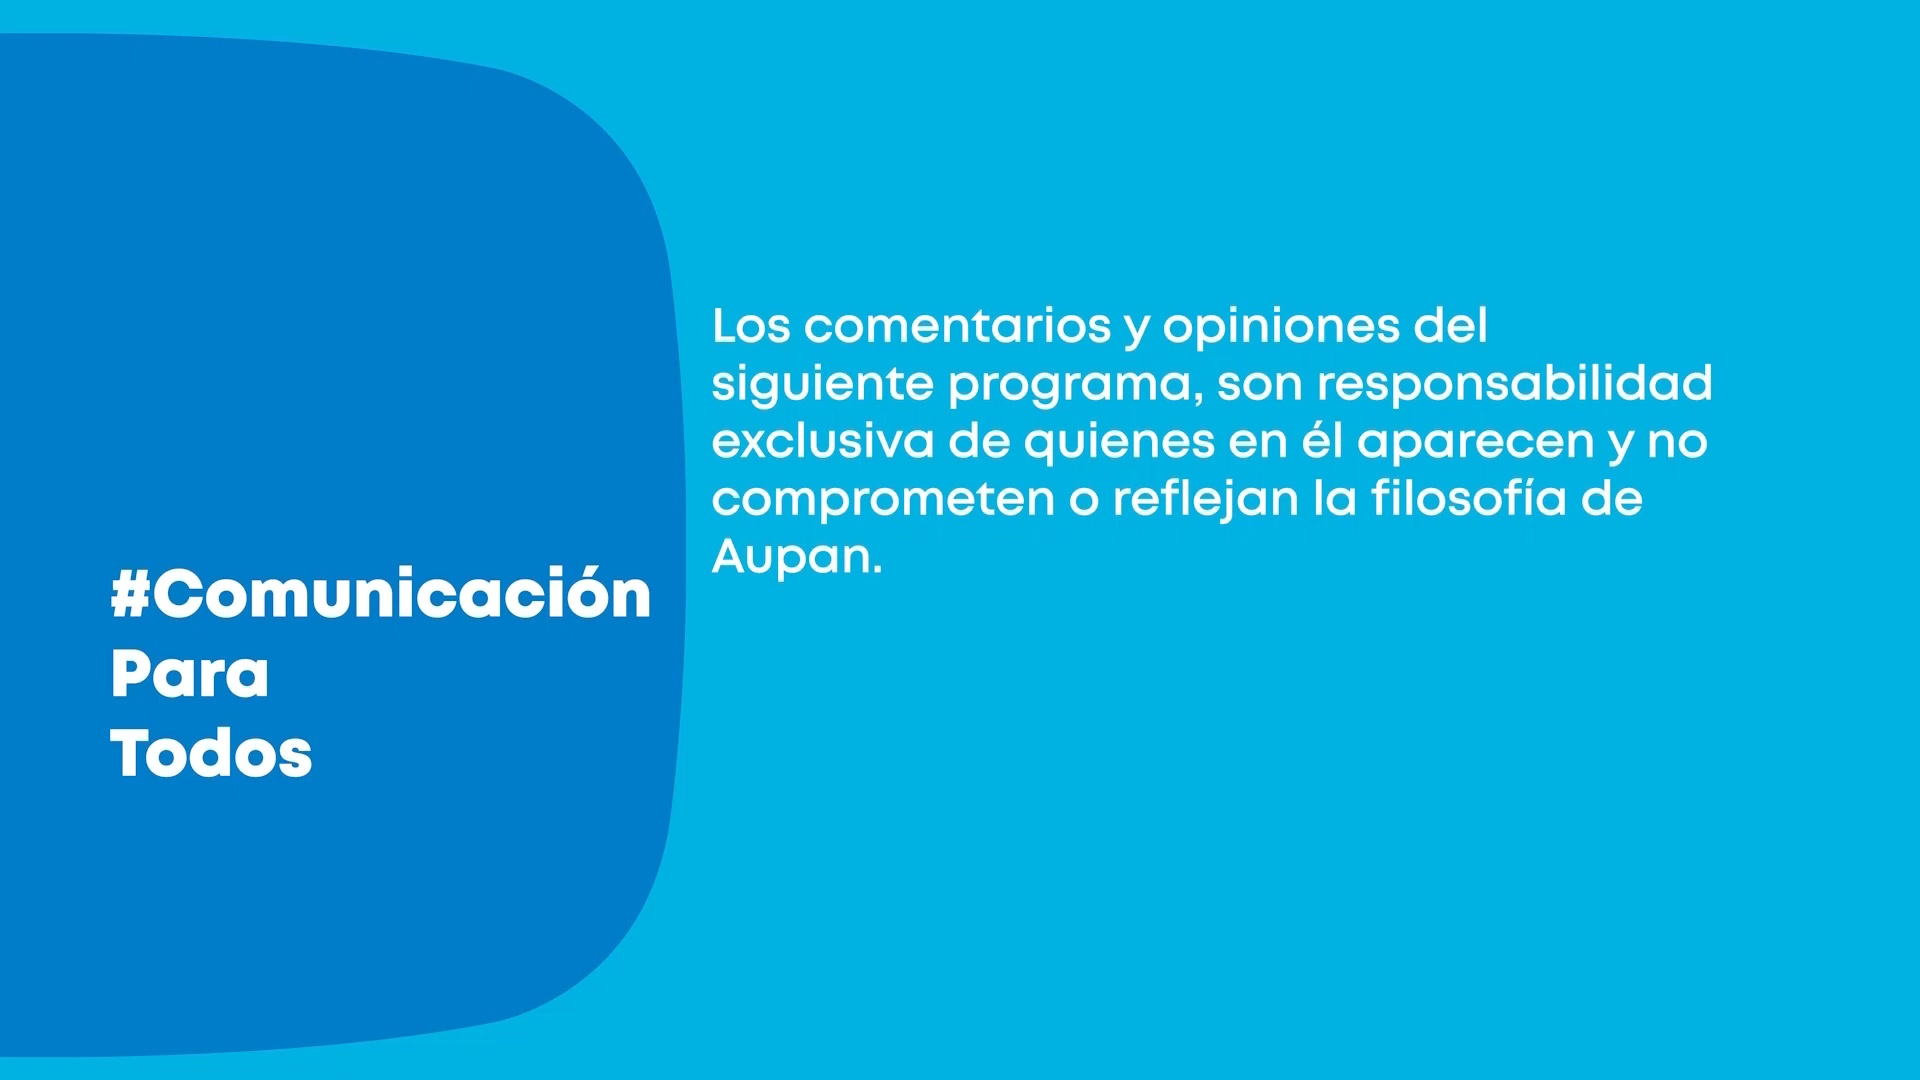 #Comunicación
Para
Todos
Los comentarios y opiniones del
siguiente programa, son responsabilidad
exclusiva de quienes en él aparecen y no
comprometen o reflejan la filosofía de
Aupan.